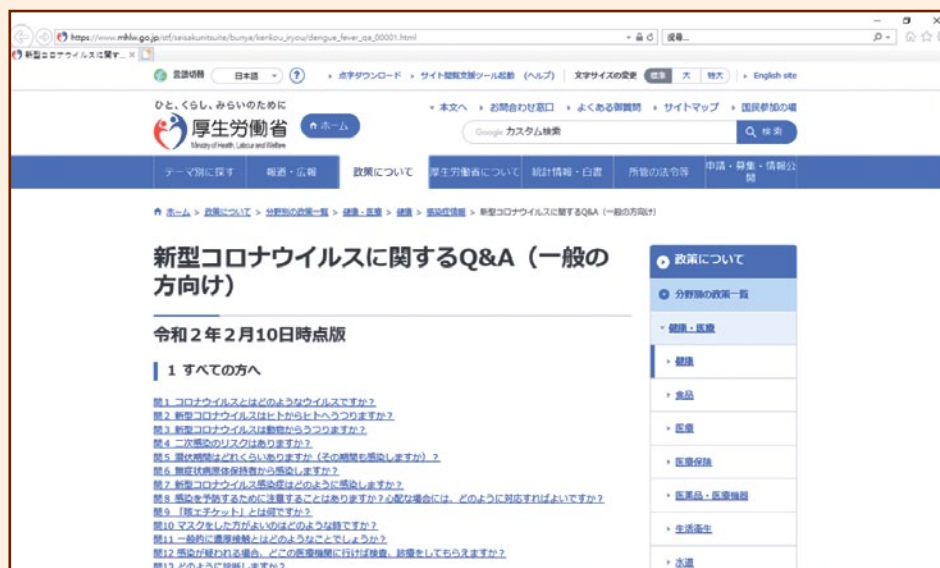 https://www.mhlw.go.jp/stf/seisakunitsuite/bunya/kenkou_iryou/dengue_fever_qa_00001.html
搜尋...
新型コロナウイルスに関す...
言語切替 日本語 ? 点字ダウンロード サイト閲覧支援ツール起動 (ヘルプ) 文字サイズの変更 標準 大 特大 English site
ひと、くらし、みらいのために
厚生労働省
Ministry of Health, Labour and Welfare
ホーム
本文へ お問合わせ窓口 よくある御質問 サイトマップ 国民参加の場
Google カスタム検索 検索
テーマ別に探す 報道・広報 政策について 厚生労働省について 統計情報・白書 所管の法令等 申請・募集・情報公
開
ホーム > 政策について > 分野別の政策一覧 > 健康・医療 > 健康 > 感染症情報 > 新型コロナウイルスに関するQ&A(一般の方向け)
新型コロナウイルスに関するQ&A(一般の
方向け)
令和2年2月10日時点版
1 すべての方へ
問1 コロナウイルスとはどのようなウイルスですか?
問2 新型コロナウイルスはヒトからヒトへうつりますか?
問3 新型コロナウイルスは動物からうつりますか?
問4 二次感染のリスクはありますか?
問5 潜伏期間はどれくらいありますか(その期間も感染しますか)?
問6 無症状病原体保持者から感染しますか?
問7 新型コロナウイルス感染症はどのように感染しますか?
問8 感染を予防するために注意することはありますか?心配な場合には、どのように対応すればよいですか?
問9 「咳エチケット」とは何ですか?
問10 マスクをした方がよいのはどのような時ですか?
問11 一般的に濃厚接触とはどのようなことでしょうか?
問12 感染が疑われる場合、どこの医療機関に行けば検査、診療をしてもらえますか?
問13 どのように診断しますか?
政策について
分野別の政策一覧
健康・医療
健康
食品
医療
医療保険
医薬品・医療機器
生活衛生
水道